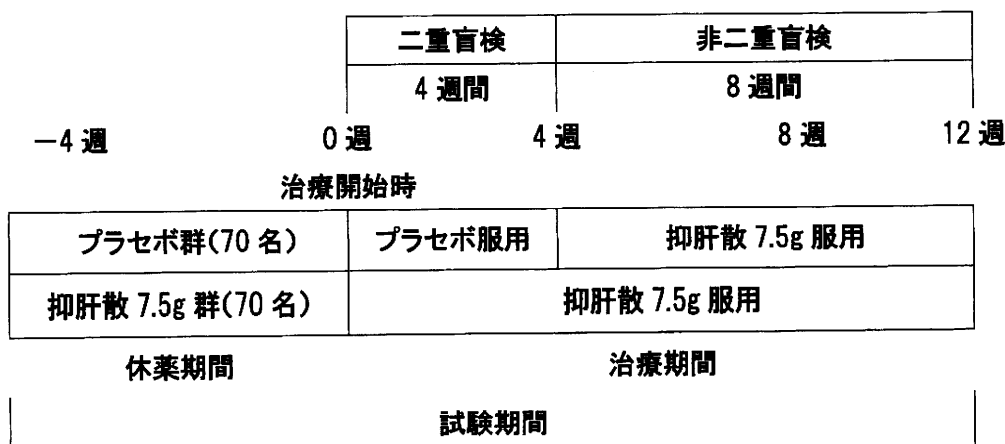 二重盲検 非二重盲検
4 週間 8 週間
－4 週 0 週 4 週 8 週 12 週
治療開始時
プラセボ群(70 名) プラセボ服用 抑肝散 7.5g 服用
抑肝散 7.5g 群(70 名) 抑肝散 7.5g 服用
休薬期間 治療期間
試験期間